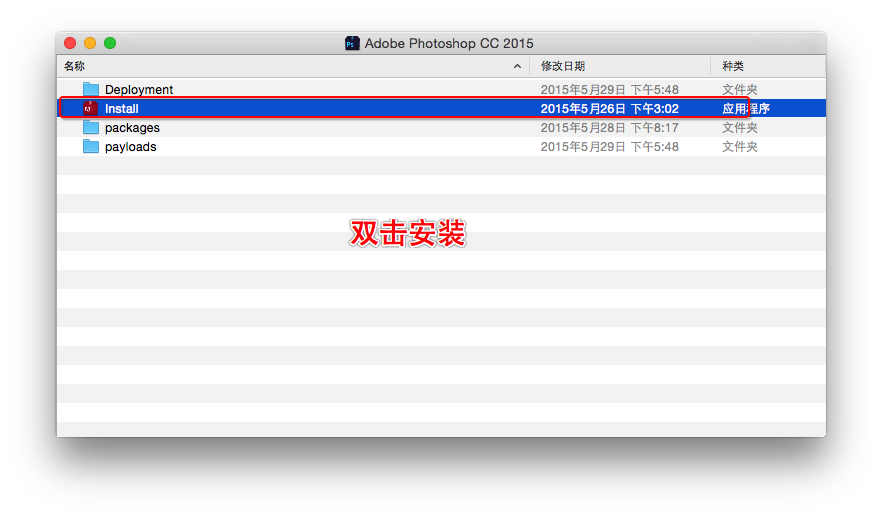 Adobe Photoshop CC 2015
名称 修改日期 种类
Deployment 2015年5月29日 下午5:48 文件夹
Install 2015年5月26日 下午3:02 应用程序
packages 2015年5月28日 下午8:17 文件夹
payloads 2015年5月29日 下午5:48 文件夹
双击安装